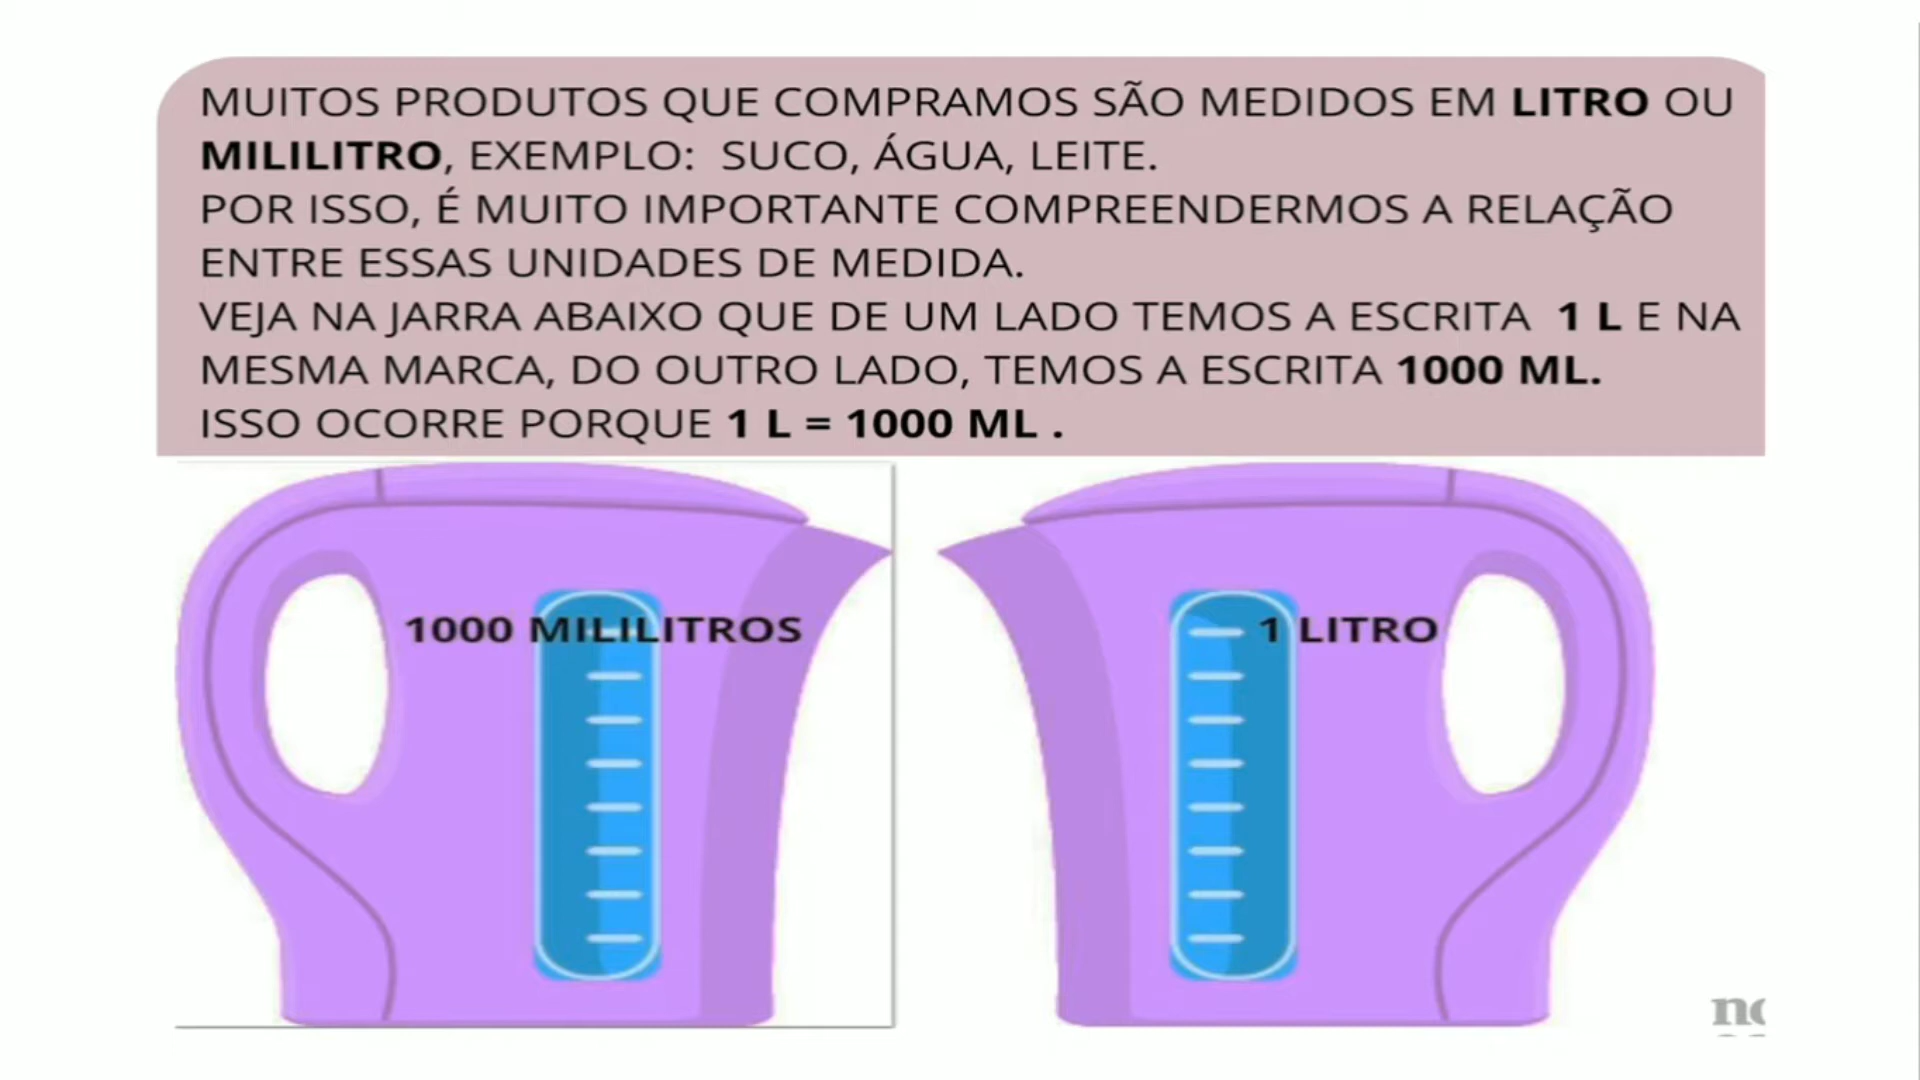 MUITOS PRODUTOS QUE COMPRAMOS SÃO MEDIDOS EM LITRO OU
MILILITRO, EXEMPLO: SUCO, ÁGUA, LEITE.
POR ISSO, É MUITO IMPORTANTE COMPREENDERMOS A RELAÇÃO
ENTRE ESSAS UNIDADES DE MEDIDA.
VEJA NA JARRA ABAIXO QUE DE UM LADO TEMOS A ESCRITA 1 L E NA
MESMA MARCA, DO OUTRO LADO, TEMOS A ESCRITA 1000 ML.
ISSO OCORRE PORQUE 1 L = 1000 ML .
1000 MILILITROS
1 LITRO